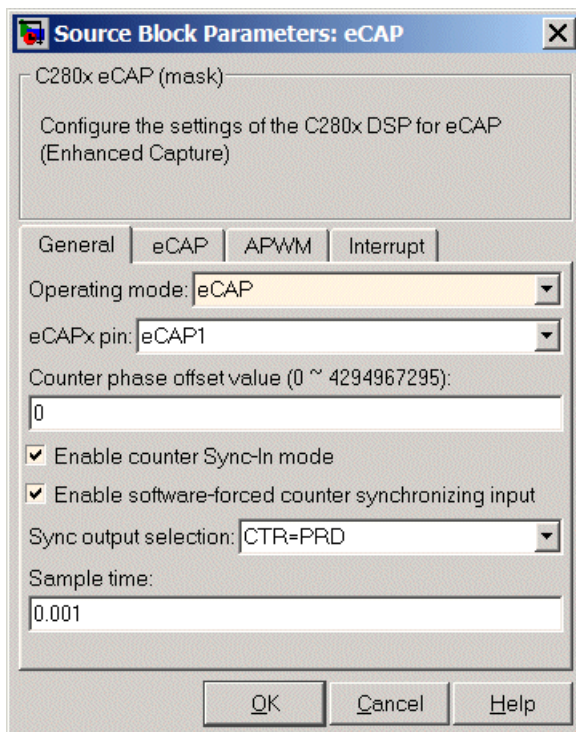 Source Block Parameters: eCAP
C280x eCAP (mask)
Configure the settings of the C280x DSP for eCAP
(Enhanced Capture)
General eCAP APWM Interrupt
Operating mode: eCAP
eCAPx pin: eCAP1
Counter phase offset value (0 ~ 4294967295):
0
Enable counter Sync-In mode
Enable software-forced counter synchronizing input
Sync output selection: CTR=PRD
Sample time:
0.001
OK Cancel Help